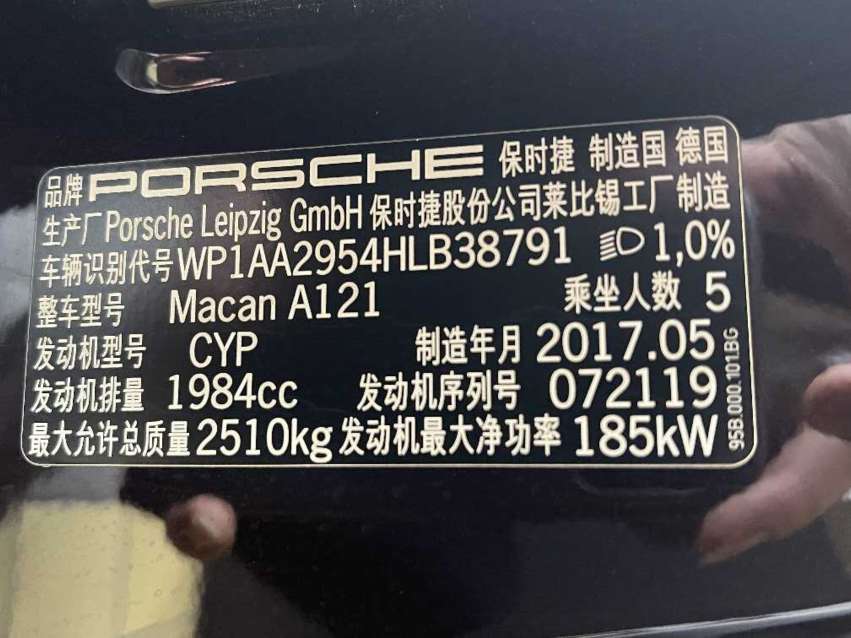 品牌 PORSCHE 保时捷 制造国 德国
生产厂 Porsche Leipzig GmbH 保时捷股份公司莱比锡工厂制造
车辆识别代号 WP1AA2954HLB38791 1,0%
整车型号 Macan A121 乘坐人数 5
发动机型号 CYP 制造年月 2017.05
发动机排量 1984cc 发动机序列号 072119
最大允许总质量 2510kg 发动机最大净功率 185kW
95B.000.101.BG